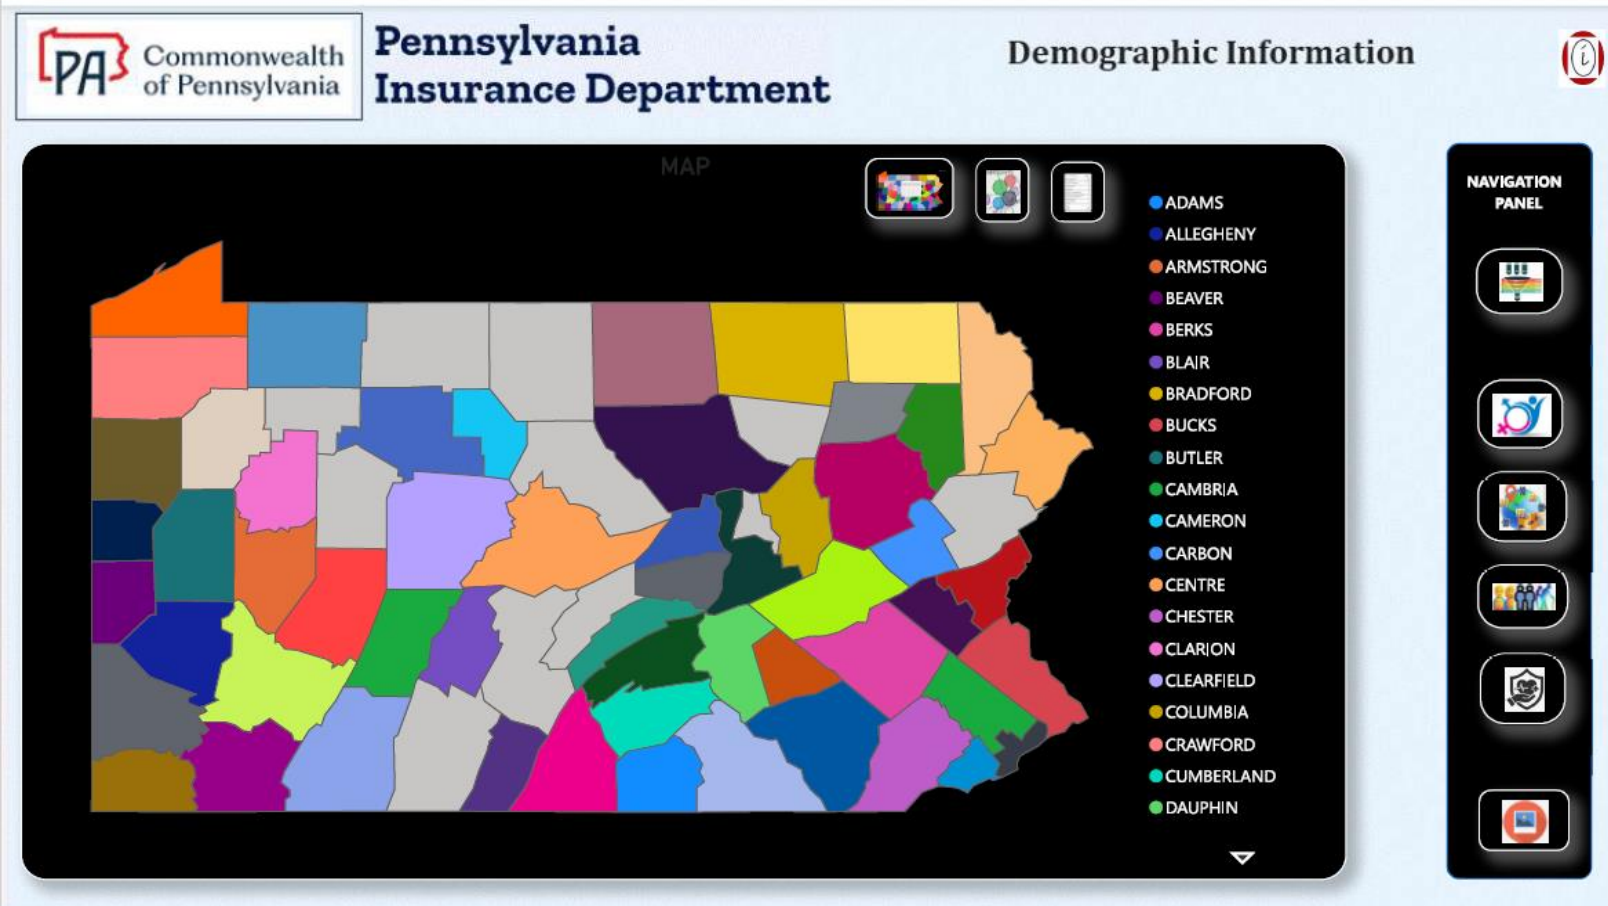 PA
Commonwealth
of Pennsylvania
Pennsylvania
Insurance Department
Demographic Information
i
MAP
ADAMS
ALLEGHENY
ARMSTRONG
BEAVER
BERKS
BLAIR
BRADFORD
BUCKS
BUTLER
CAMBRIA
CAMERON
CARBON
CENTRE
CHESTER
CLARION
CLEARFIELD
COLUMBIA
CRAWFORD
CUMBERLAND
DAUPHIN
NAVIGATION
PANEL